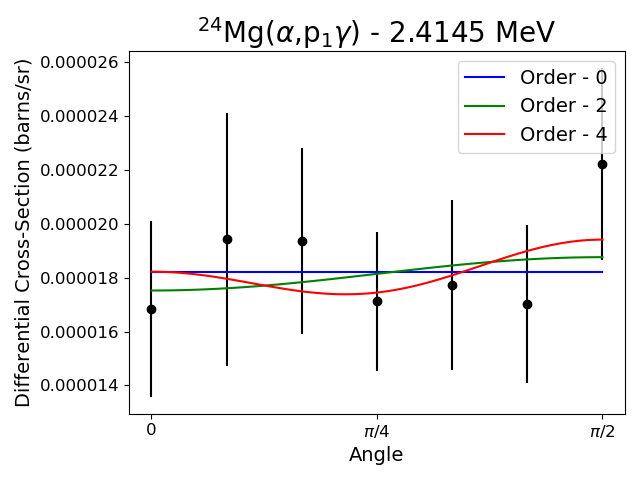 ²⁴Mg(α,p₁γ) - 2.4145 MeV
Differential Cross-Section (barns/sr)
0.000026
0.000024
0.000022
0.000020
0.000018
0.000016
0.000014
Order - 0
Order - 2
Order - 4
0 π/4 π/2
Angle